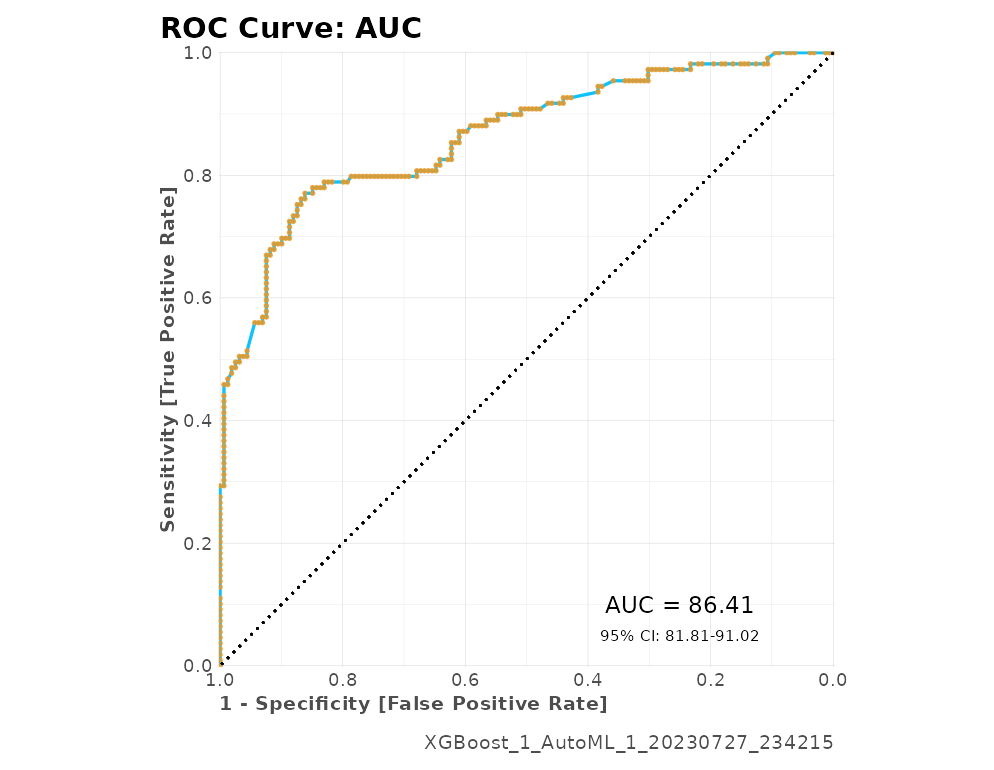 ROC Curve: AUC
Sensitivity [True Positive Rate]
1.0
0.8
0.6
0.4
0.2
0.0
AUC = 86.41
95% CI: 81.81-91.02
1.0 0.8 0.6 0.4 0.2 0.0
1 - Specificity [False Positive Rate]
XGBoost_1_AutoML_1_20230727_234215